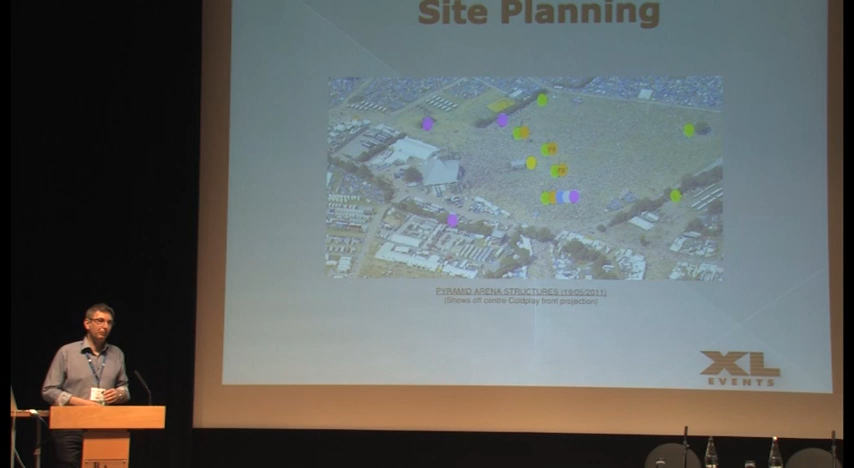 Site Planning
PYRAMID ARENA STRUCTURES (19/05/2011)
(Shows off centre Coldplay front projection)
XL
EVENTS